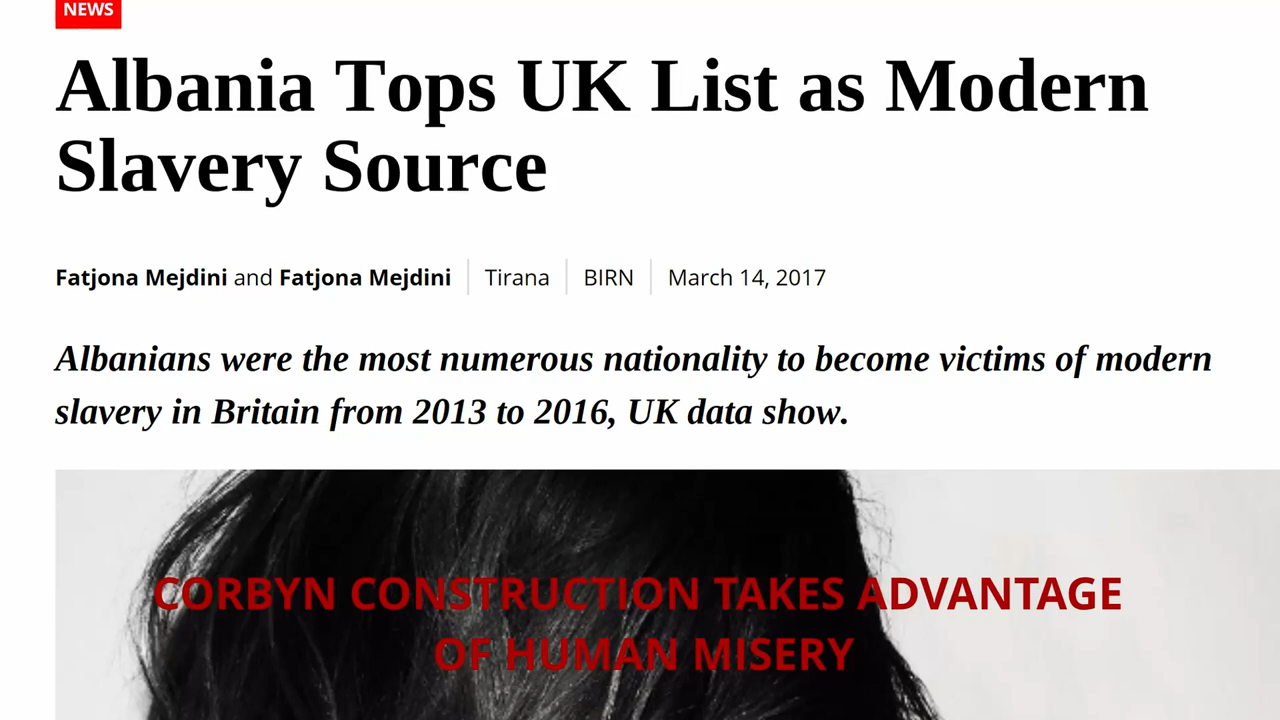 NEWS
Albania Tops UK List as Modern
Slavery Source
Fatjona Mejdini and Fatjona Mejdini | Tirana | BIRN | March 14, 2017
Albanians were the most numerous nationality to become victims of modern
slavery in Britain from 2013 to 2016, UK data show.
CORBYN CONSTRUCTION TAKES ADVANTAGE
OF HUMAN MISERY